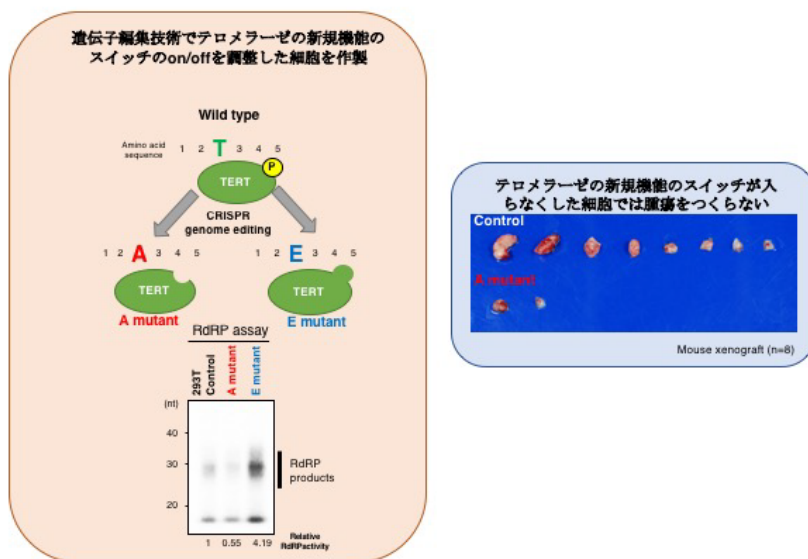 遺伝子編集技術でテロメラーゼの新規機能の
スイッチのon/offを調整した細胞を作製
Wild type
Amino acid
sequence
1 2 T 3 4 5
P
TERT
CRISPR
genome editing
1 2 A 3 4 5
TERT
A mutant
1 2 E 3 4 5
TERT
E mutant
RdRP assay
293T
Control
A mutant
E mutant
(nt)
40
30
20
RdRP
products
1 0.55 4.19
Relative
RdRPactivity
テロメラーゼの新規機能のスイッチが入
らなくした細胞では腫瘍をつくらない
Control
A mutant
Mouse xenograft (n=8)